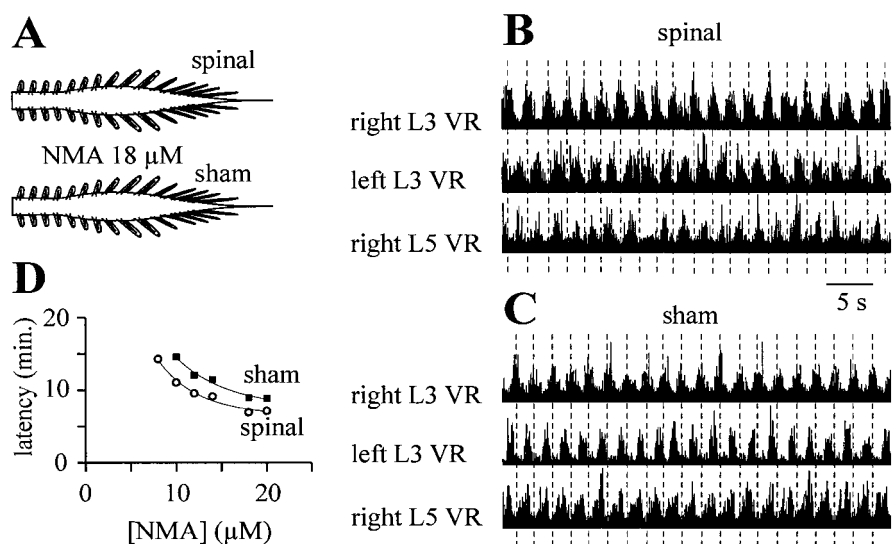 A
spinal
NMA 18 μM
sham
B
spinal
right L3 VR
left L3 VR
right L5 VR
5 s
C
sham
right L3 VR
left L3 VR
right L5 VR
D
latency (min.)
20
10
0
sham
spinal
0
10
20
[NMA] (μM)